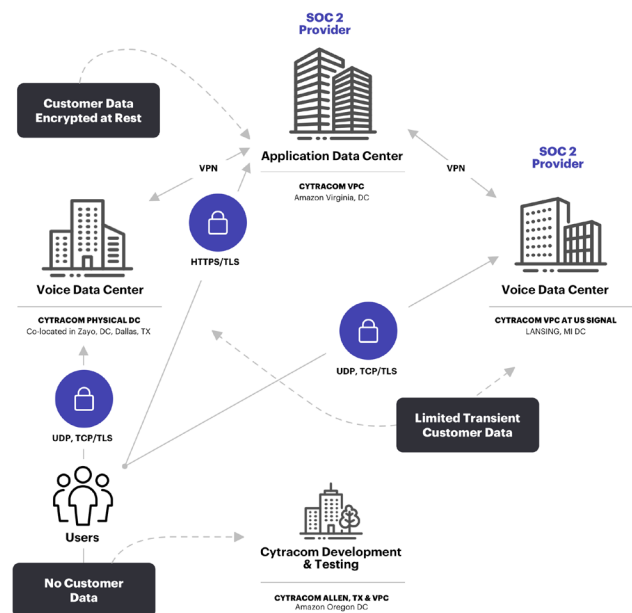 SOC 2
Provider
Customer Data
Encrypted at Rest
Application Data Center
CYTRACOM VPC
Amazon Virginia, DC
VPN
VPN
SOC 2
Provider
HTTPS/TLS
Voice Data Center
CYTRACOM PHYSICAL DC
Co-located in Zayo, DC, Dallas, TX
Voice Data Center
CYTRACOM VPC AT US SIGNAL
LANSING, MI DC
UDP, TCP/TLS
UDP, TCP/TLS
Limited Transient
Customer Data
Users
No Customer
Data
Cytracom Development
& Testing
CYTRACOM ALLEN, TX & VPC
Amazon Oregon DC